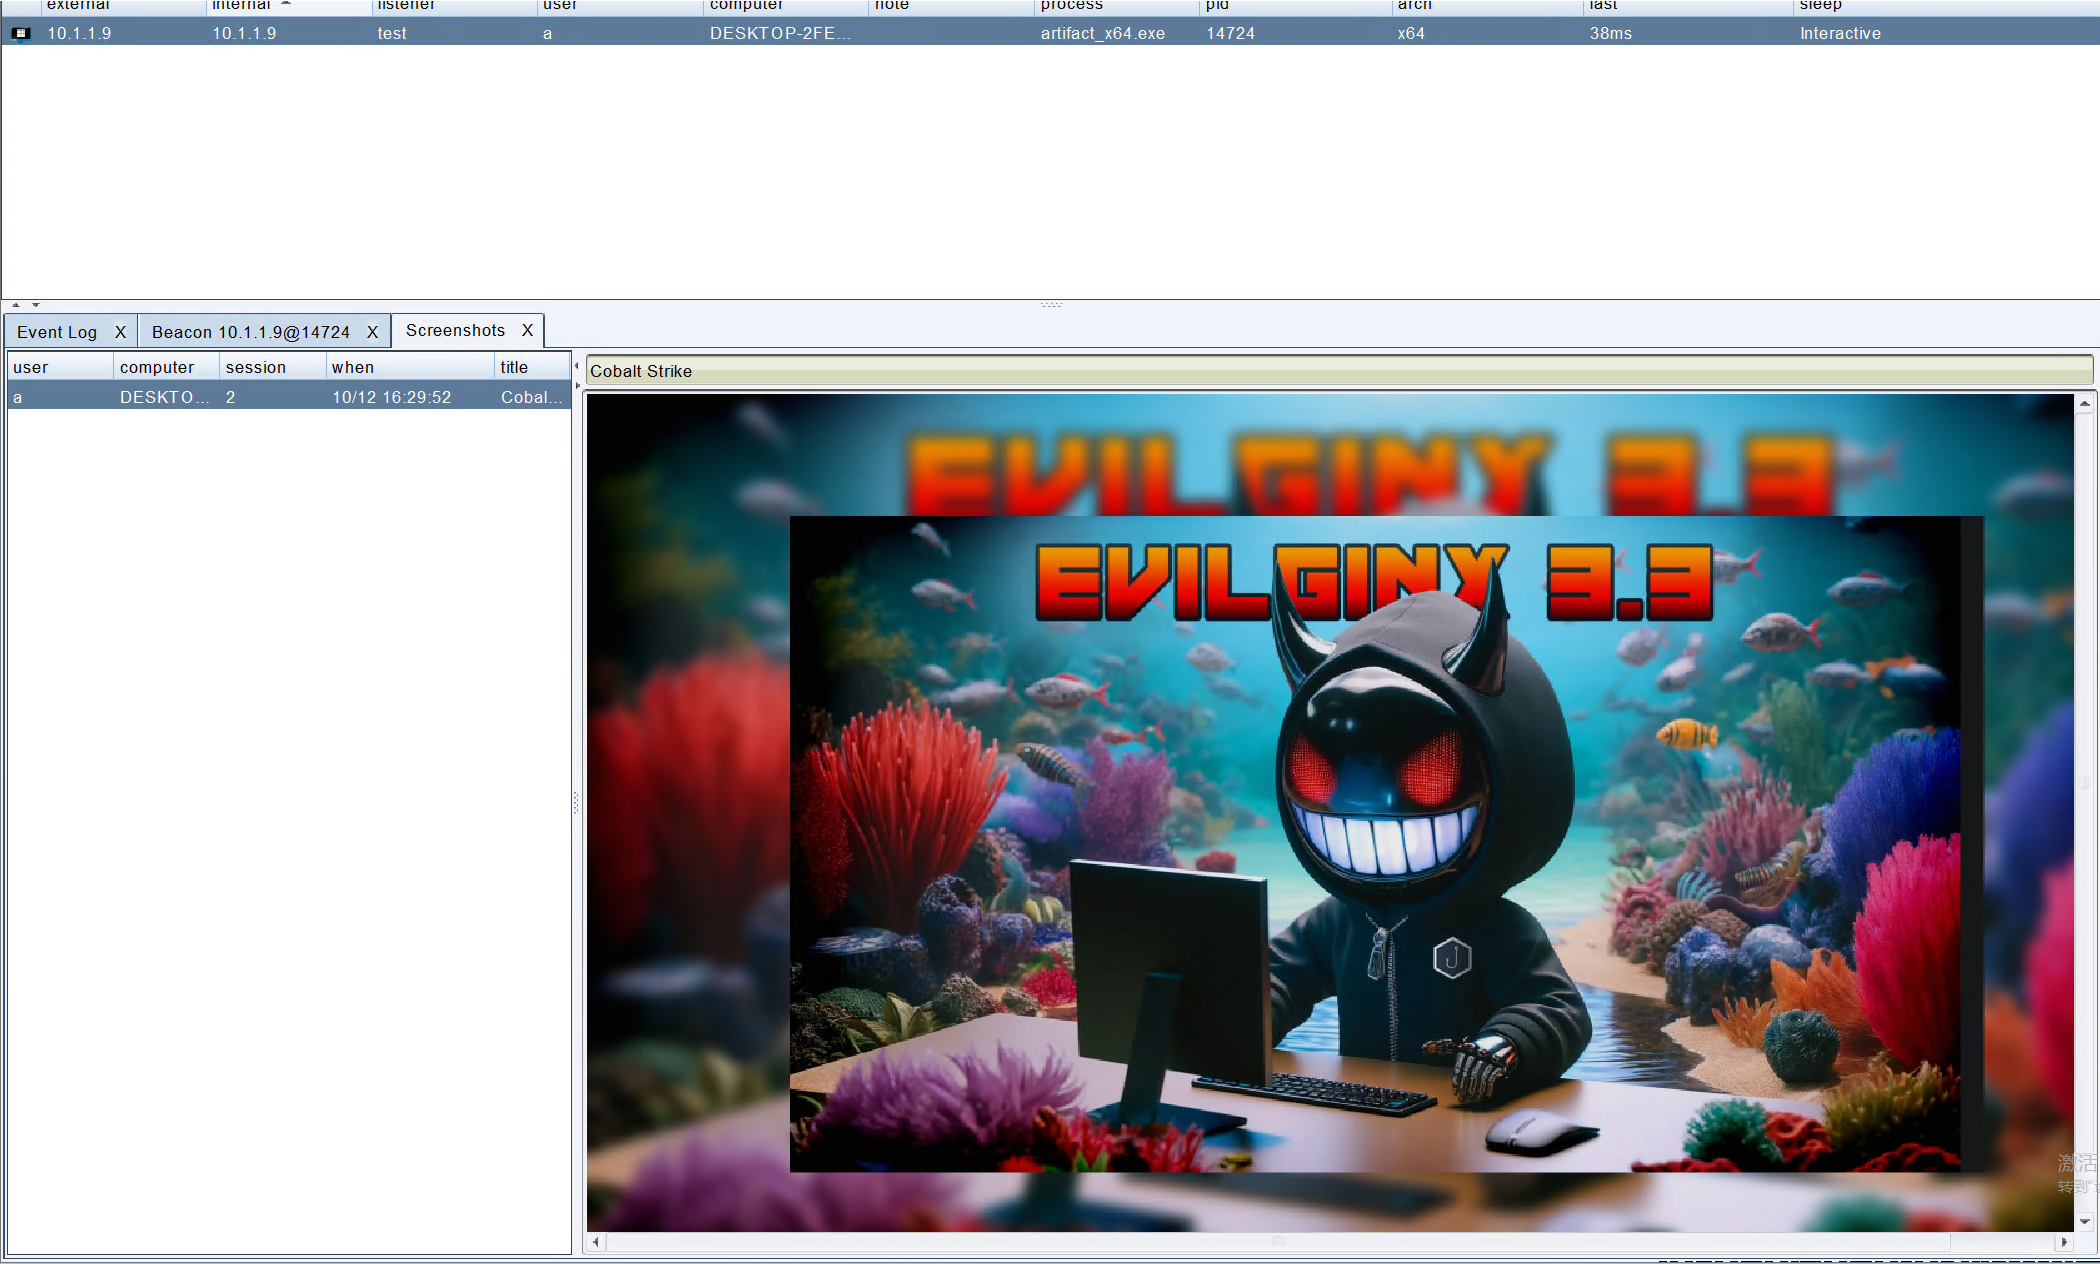 external internal listener user computer note process pid arch last sleep
10.1.1.9 10.1.1.9 test a DESKTOP-2FE... artifact_x64.exe 14724 x64 38ms Interactive
Event Log X Beacon 10.1.1.9@14724 X Screenshots X
user computer session when title
a DESKTO... 2 10/12 16:29:52 Cobal...
Cobalt Strike
EVILGINX 3.3
EVILGINX 3.3
激活
转到"